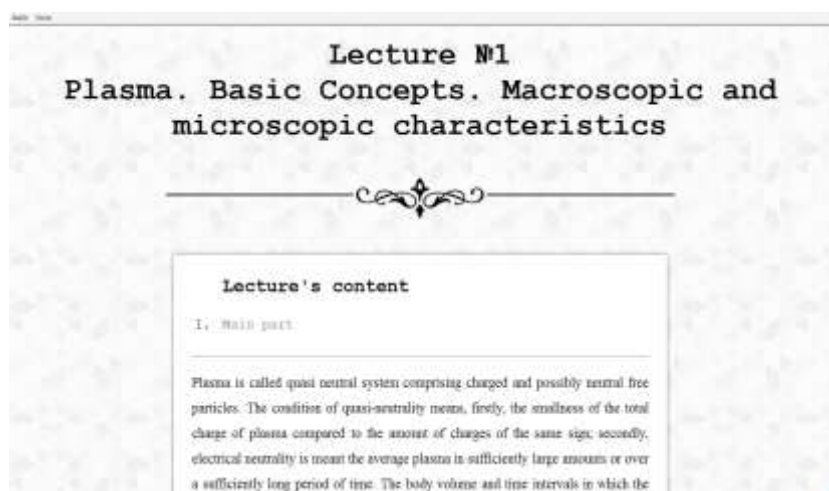 Lecture №1
Plasma. Basic Concepts. Macroscopic and
microscopic characteristics
Lecture's content
1. Main part
Plasma is called quasi neutral system comprising charged and possibly neutral free
particles. The condition of quasi-neutrality means, firstly, the smallness of the total
charge of plasma compared to the amount of charges of the same sign; secondly,
electrical neutrality is meant the average plasma in sufficiently large amounts or over
a sufficiently long period of time. The body volume and time intervals in which the